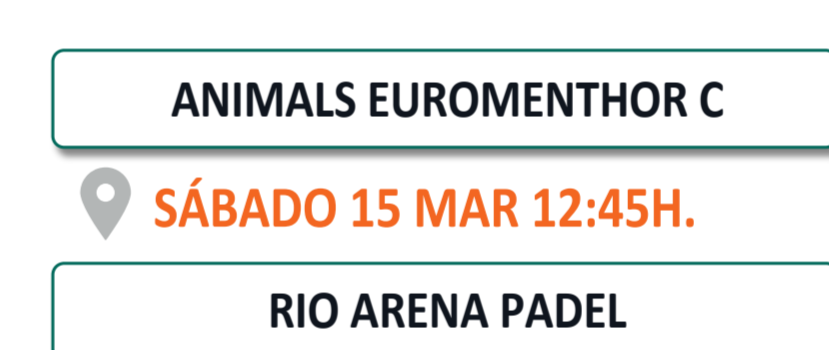 ANIMALS EUROMENTHOR C
SÁBADO 15 MAR 12:45H.
RIO ARENA PADEL